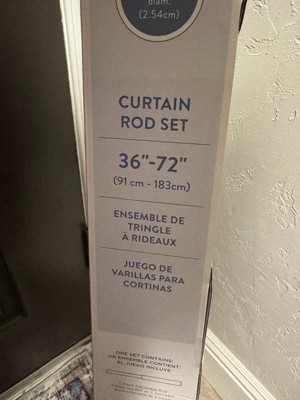 diam.
(2.54cm)
CURTAIN
ROD SET
36"-72"
(91 cm - 183cm)
ENSEMBLE DE
TRINGLE
À RIDEAUX
JUEGO DE
VARILLAS PARA
CORTINAS
ONE SET CONTAINS:
UN ENSEMBLE CONTIENT:
EL JUEGO INCLUYE